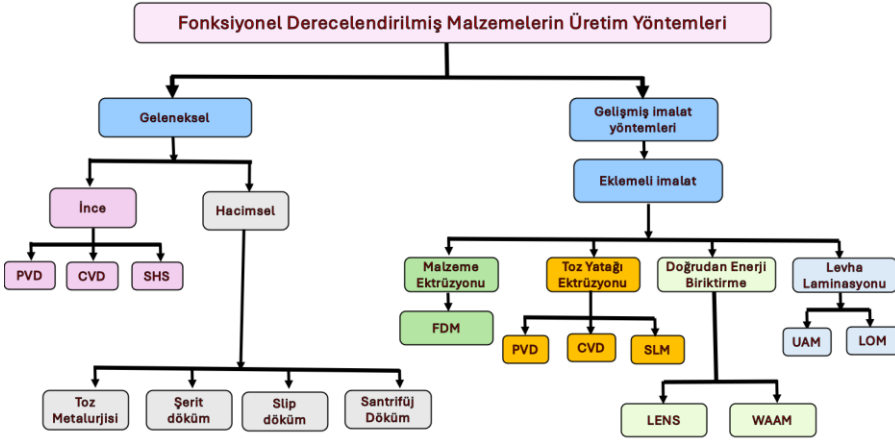 Fonksiyonel Derecelendirilmiş Malzemelerin Üretim Yöntemleri
Geleneksel
Gelişmiş imalat
yöntemleri
Eklemeli imalat
İnce
Hacimsel
PVD
CVD
SHS
Malzeme
Ektrüzyonu
Toz Yatağı
Ektrüzyonu
Doğrudan Enerji
Biriktirme
Levha
Laminasyonu
FDM
PVD
CVD
SLM
UAM
LOM
Toz
Metalurjisi
Şerit
döküm
Slip
döküm
Santrifüj
Döküm
LENS
WAAM